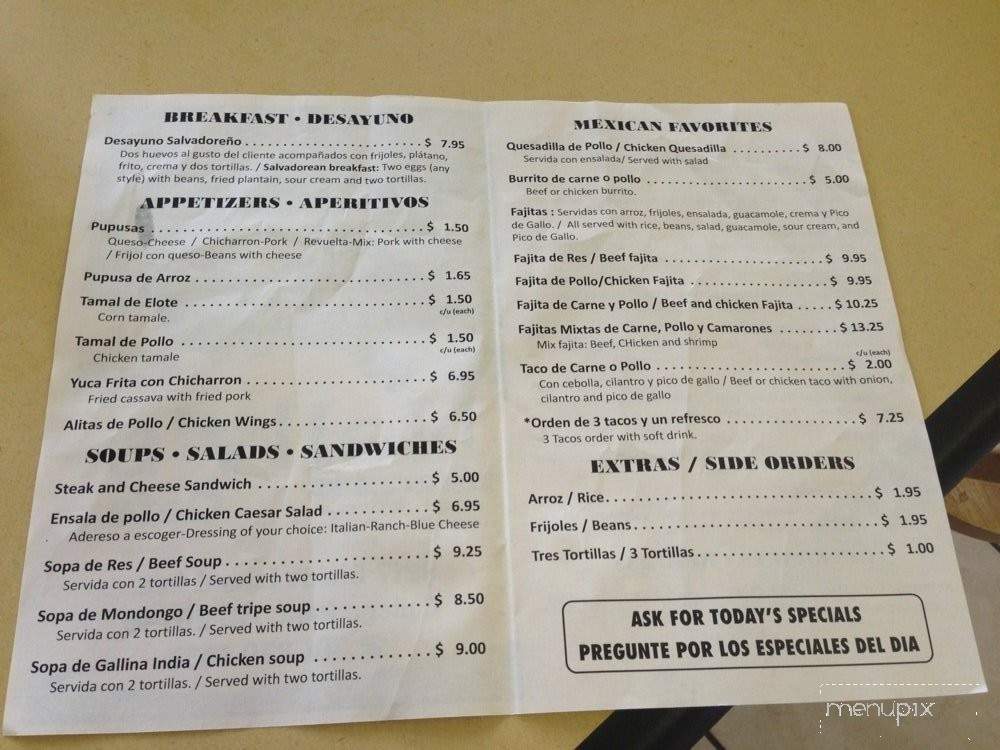 BREAKFAST • DESAYUNO
Desayuno Salvadoreño . . . . . . . . . . . . . . . . . . . . . . . . . . $ 7.95
Dos huevos al gusto del cliente acompañados con frijoles, plátano,
frito, crema y dos tortillas. / Salvadorean breakfast: Two eggs (any
style) with beans, fried plantain, sour cream and two tortillas.
APPETIZERS • APERITIVOS
Pupusas . . . . . . . . . . . . . . . . . . . . . . . . . . . . . . . . . . . . . $ 1.50
Queso-Cheese / Chicharron-Pork / Revuelta-Mix: Pork with cheese
/ Frijol con queso-Beans with cheese
Pupusa de Arroz . . . . . . . . . . . . . . . . . . . . . . . . . . . . . . $ 1.65
Tamal de Elote . . . . . . . . . . . . . . . . . . . . . . . . . . . . . . . $ 1.50
Corn tamale. c/u (each)
Tamal de Pollo . . . . . . . . . . . . . . . . . . . . . . . . . . . . . . . $ 1.50
Chicken tamale c/u (each)
Yuca Frita con Chicharron . . . . . . . . . . . . . . . . . . . . . . . $ 6.95
Fried cassava with fried pork
Alitas de Pollo / Chicken Wings. . . . . . . . . . . . . . . . . . . $ 6.50
SOUPS • SALADS • SANDWICHES
Steak and Cheese Sandwich . . . . . . . . . . . . . . . . . . . . . $ 5.00
Ensala de pollo / Chicken Caesar Salad . . . . . . . . . . . . . $ 6.95
Adereso a escoger-Dressing of your choice: Italian-Ranch-Blue Cheese
Sopa de Res / Beef Soup . . . . . . . . . . . . . . . . . . . . . . . . . $ 9.25
Servida con 2 tortillas / Served with two tortillas.
Sopa de Mondongo / Beef tripe soup . . . . . . . . . . . . . . $ 8.50
Servida con 2 tortillas. / Served with two tortillas.
Sopa de Gallina India / Chicken soup . . . . . . . . . . . . . . $ 9.00
Servida con 2 tortillas. / Served with two tortillas.
MEXICAN FAVORITES
Quesadilla de Pollo / Chicken Quesadilla . . . . . . . . . . $ 8.00
Servida con ensalada/ Served with salad
Burrito de carne o pollo . . . . . . . . . . . . . . . . . . . . . . . $ 5.00
Beef or chicken burrito.
Fajitas : Servidas con arroz, frijoles, ensalada, guacamole, crema y Pico
de Gallo. / All served with rice, beans, salad, guacamole, sour cream, and
Pico de Gallo.
Fajita de Res / Beef fajita . . . . . . . . . . . . . . . . . . . . . . . $ 9.95
Fajita de Pollo/Chicken Fajita . . . . . . . . . . . . . . . . . . . . $ 9.95
Fajita de Carne y Pollo / Beef and chicken Fajita . . . . . $ 10.25
Fajitas Mixtas de Carne, Pollo y Camarones . . . . . . . . $ 13.25
Mix fajita: Beef, CHicken and shrimp
c/u (each)
Taco de Carne o Pollo . . . . . . . . . . . . . . . . . . . . . . . . . . . $ 2.00
Con cebolla, cilantro y pico de gallo / Beef or chicken taco with onion,
cilantro and pico de gallo
*Orden de 3 tacos y un refresco . . . . . . . . . . . . . . . . . . $ 7.25
3 Tacos order with soft drink.
EXTRAS / SIDE ORDERS
Arroz / Rice. . . . . . . . . . . . . . . . . . . . . . . . . . . . . . . . . . . . . $ 1.95
Frijoles / Beans. . . . . . . . . . . . . . . . . . . . . . . . . . . . . . . . . . $ 1.95
Tres Tortillas / 3 Tortillas . . . . . . . . . . . . . . . . . . . . . . . . . . $ 1.00
ASK FOR TODAY'S SPECIALS
PREGUNTE POR LOS ESPECIALES DEL DIA
menupix